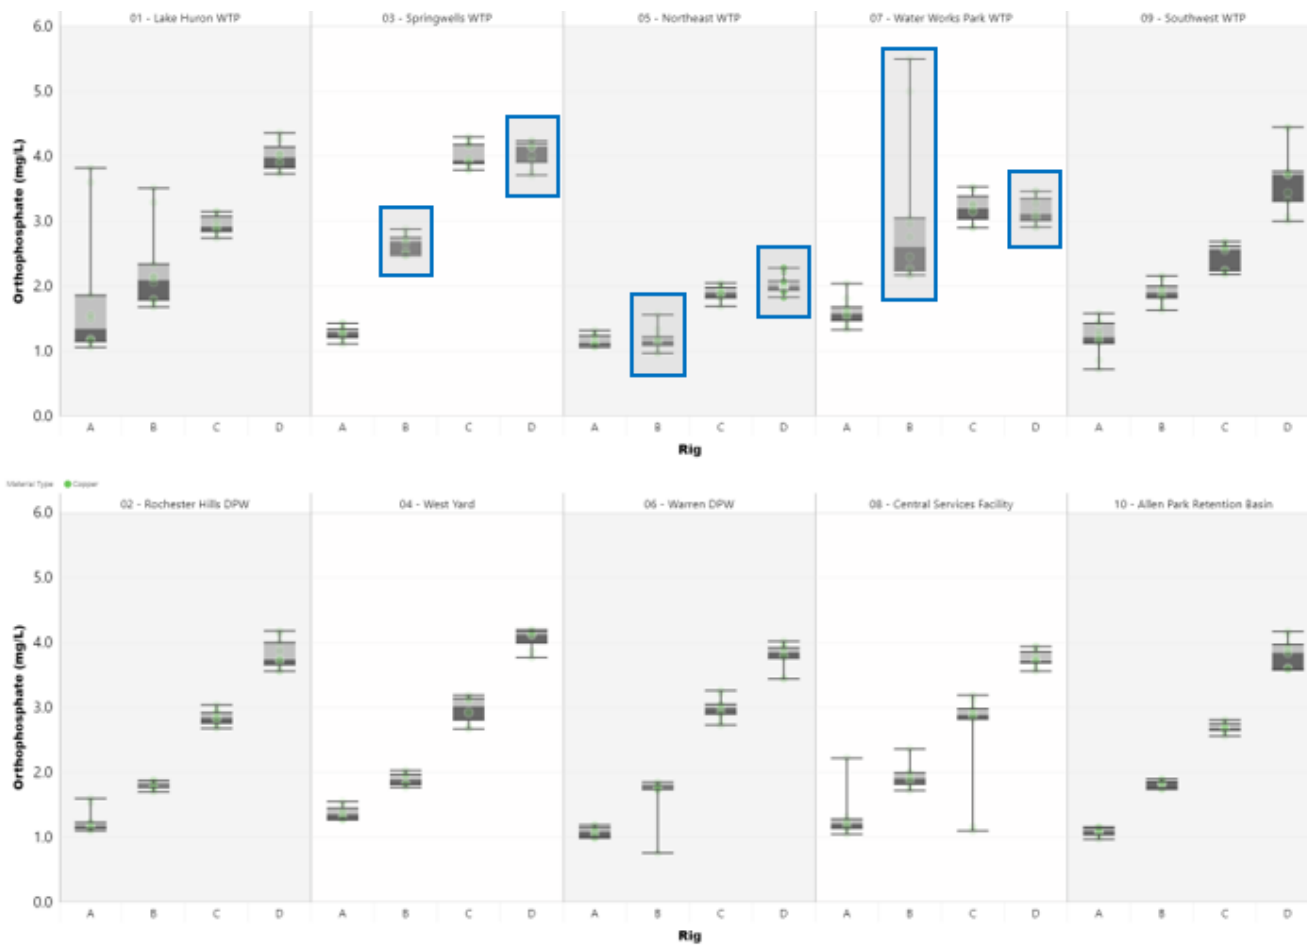 01 - Lake Huron WTP 03 - Springwells WTP 05 - Northeast WTP 07 - Water Works Park WTP 09 - Southwest WTP
Orthophosphate (mg/L)
6.0
5.0
4.0
3.0
2.0
1.0
0.0
A B C D A B C D A B C D A B C D A B C D
Rig
Material Type Copper
02 - Rochester Hills DPW 04 - West Yard 06 - Warren DPW 08 - Central Services Facility 10 - Allen Park Retention Basin
Orthophosphate (mg/L)
6.0
5.0
4.0
3.0
2.0
1.0
0.0
A B C D A B C D A B C D A B C D A B C D
Rig